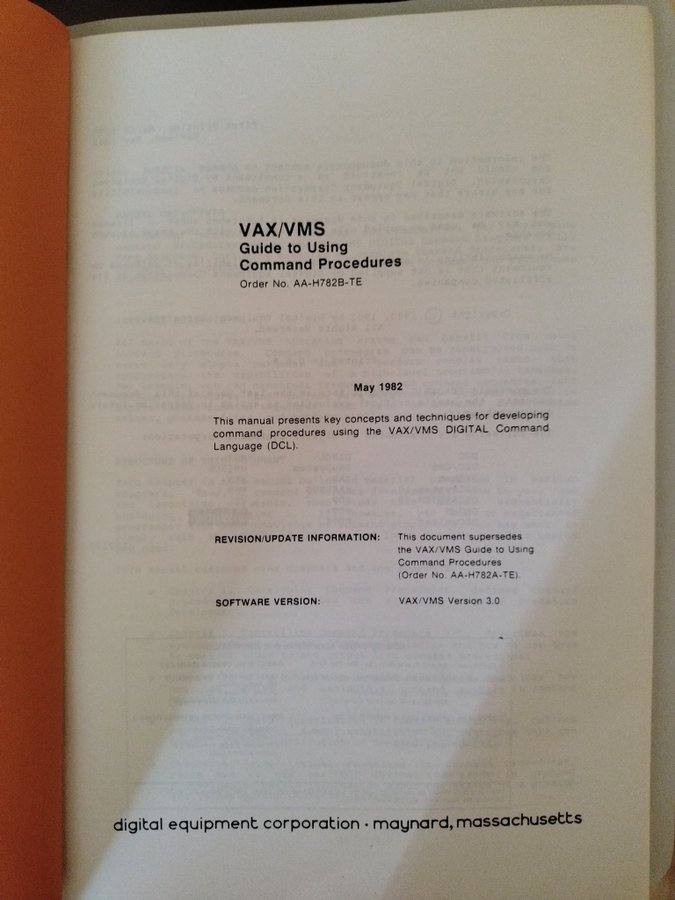 VAX/VMS
Guide to Using
Command Procedures
Order No. AA-H782B-TE
May 1982
This manual presents key concepts and techniques for developing
command procedures using the VAX/VMS DIGITAL Command
Language (DCL).
REVISION/UPDATE INFORMATION: This document supersedes
the VAX/VMS Guide to Using
Command Procedures
(Order No. AA-H782A-TE).
SOFTWARE VERSION: VAX/VMS Version 3.0
digital equipment corporation · maynard, massachusetts